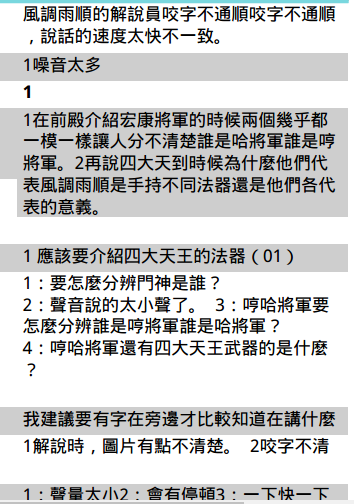 風調雨順的解說員咬字不通順咬字不通順
，說話的速度太快不一致。
1噪音太多
1
1在前殿介紹宏康將軍的時候兩個幾乎都
一模一樣讓人分不清楚誰是哈將軍誰是哼
將軍。2再說四大天到時候為什麼他們代
表風調雨順是手持不同法器還是他們各代
表的意義。
1 應該要介紹四大天王的法器（01）
1：要怎麼分辨門神是誰？
2：聲音說的太小聲了。 3：哼哈將軍要
怎麼分辨誰是哼將軍誰是哈將軍？
4：哼哈將軍還有四大天王武器的是什麼
？
我建議要有字在旁邊才比較知道在講什麼
1解說時，圖片有點不清楚。 2咬字不清
1：聲量太小2：會有停頓3：一下快一下